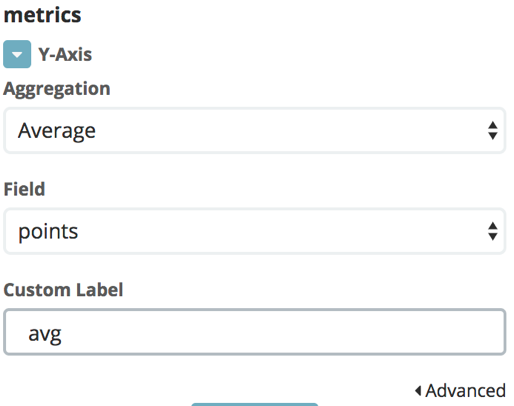 metrics
Y-Axis
Aggregation
Average
Field
points
Custom Label
avg
Advanced